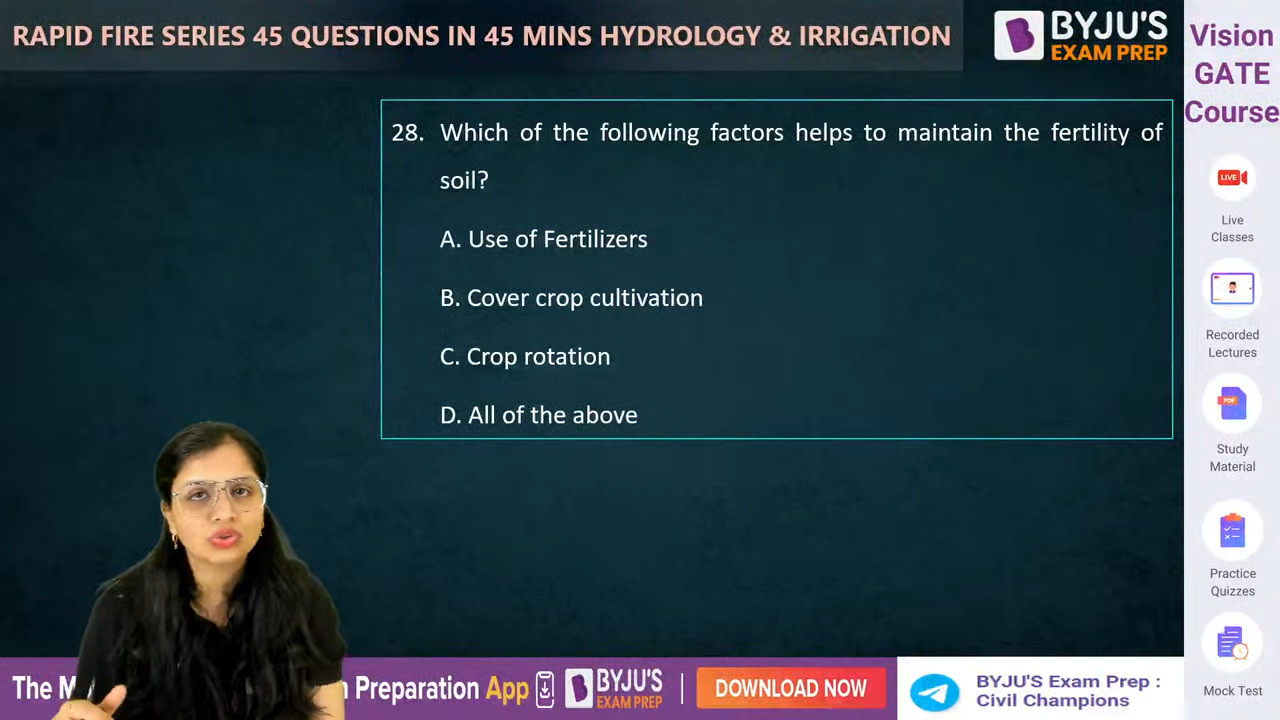 RAPID FIRE SERIES 45 QUESTIONS IN 45 MINS HYDROLOGY & IRRIGATION
BYJU'S
EXAM PREP
Vision
GATE
Course
28. Which of the following factors helps to maintain the fertility of
soil?
A. Use of Fertilizers
B. Cover crop cultivation
C. Crop rotation
D. All of the above
LIVE
Live
Classes
Recorded
Lectures
PDF
Study
Material
Practice
Quizzes
Mock Test
The
Preparation App
BYJU'S
EXAM PREP
DOWNLOAD NOW
BYJU'S Exam Prep :
Civil Champions